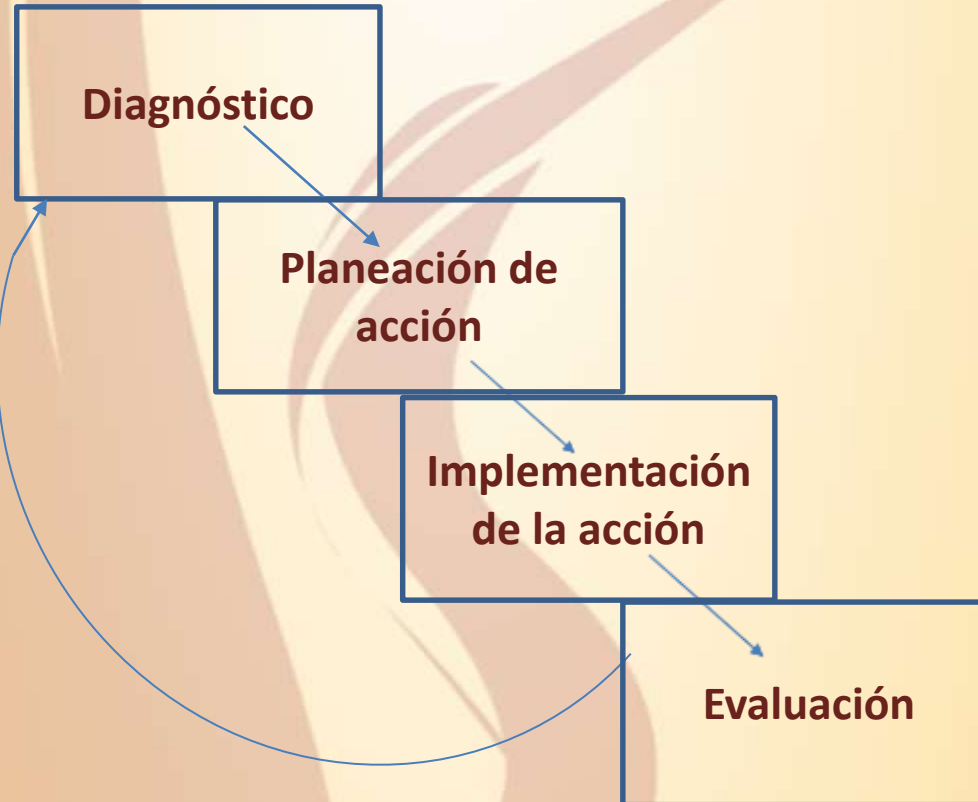 Diagnóstico
Planeación de
acción
Implementación
de la acción
Evaluación